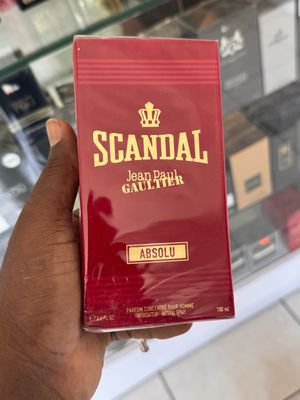 SCANDAL
Jean Paul
GAULTIER
ABSOLU
PARFUM CONCENTRÉ POUR HOMME
VAPORISATEUR - NATURAL SPRAY
100 ml